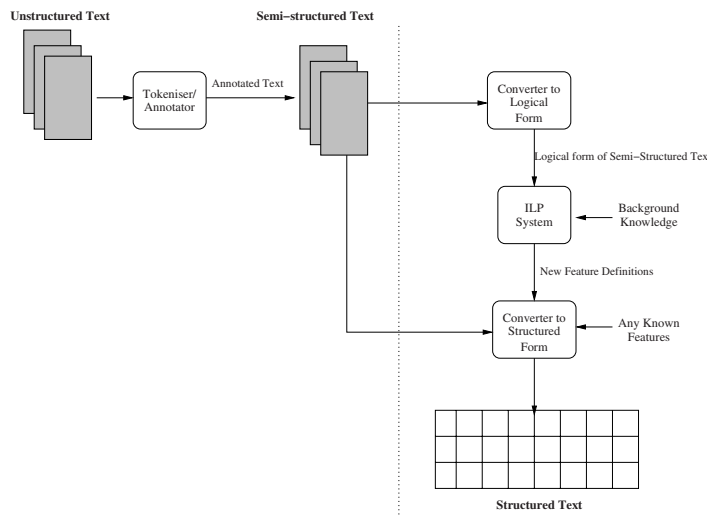 Unstructured Text
Semi-structured Text
Tokeniser/
Annotator
Annotated Text
Converter to
Logical
Form
Logical form of Semi-Structured Tex
ILP
System
Background
Knowledge
New Feature Definitions
Converter to
Structured
Form
Any Known
Features
Structured Text